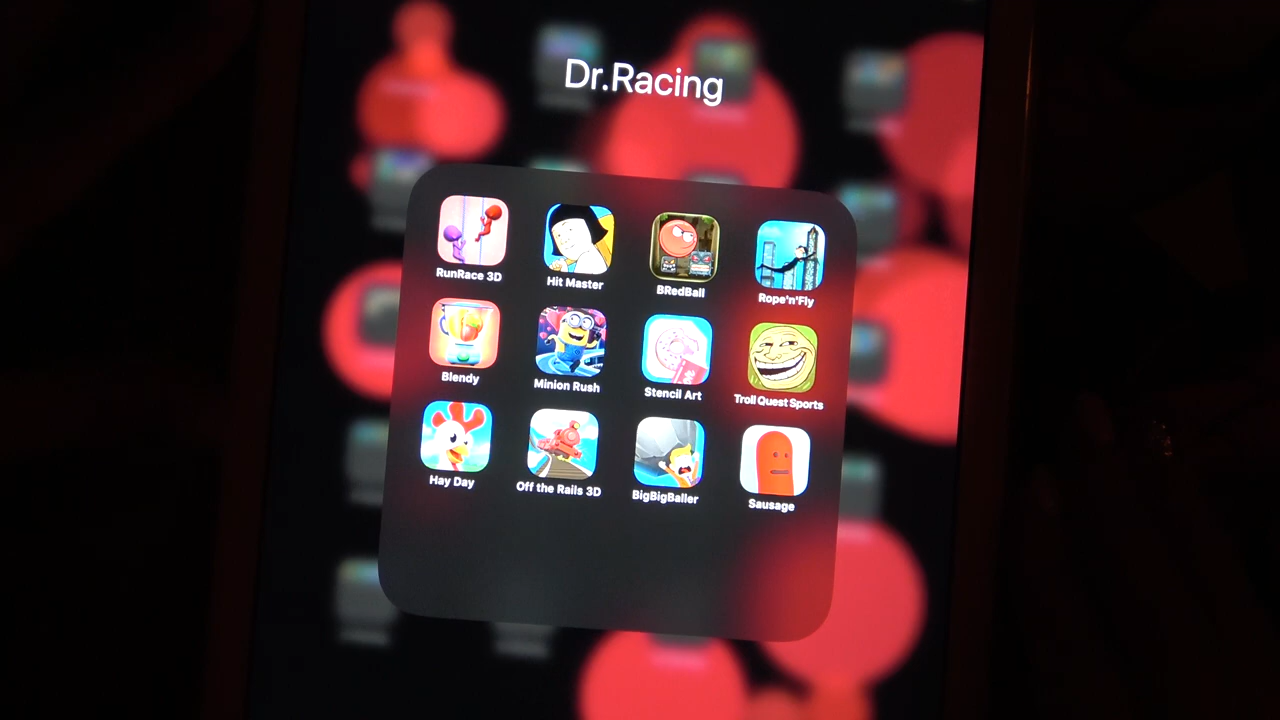 Dr.Racing
RunRace 3D
Hit Master
BRedBall
Rope'n'Fly
Blendy
Minion Rush
Stencil Art
Troll Quest Sports
Hay Day
Off the Rails 3D
BigBigBaller
Sausage